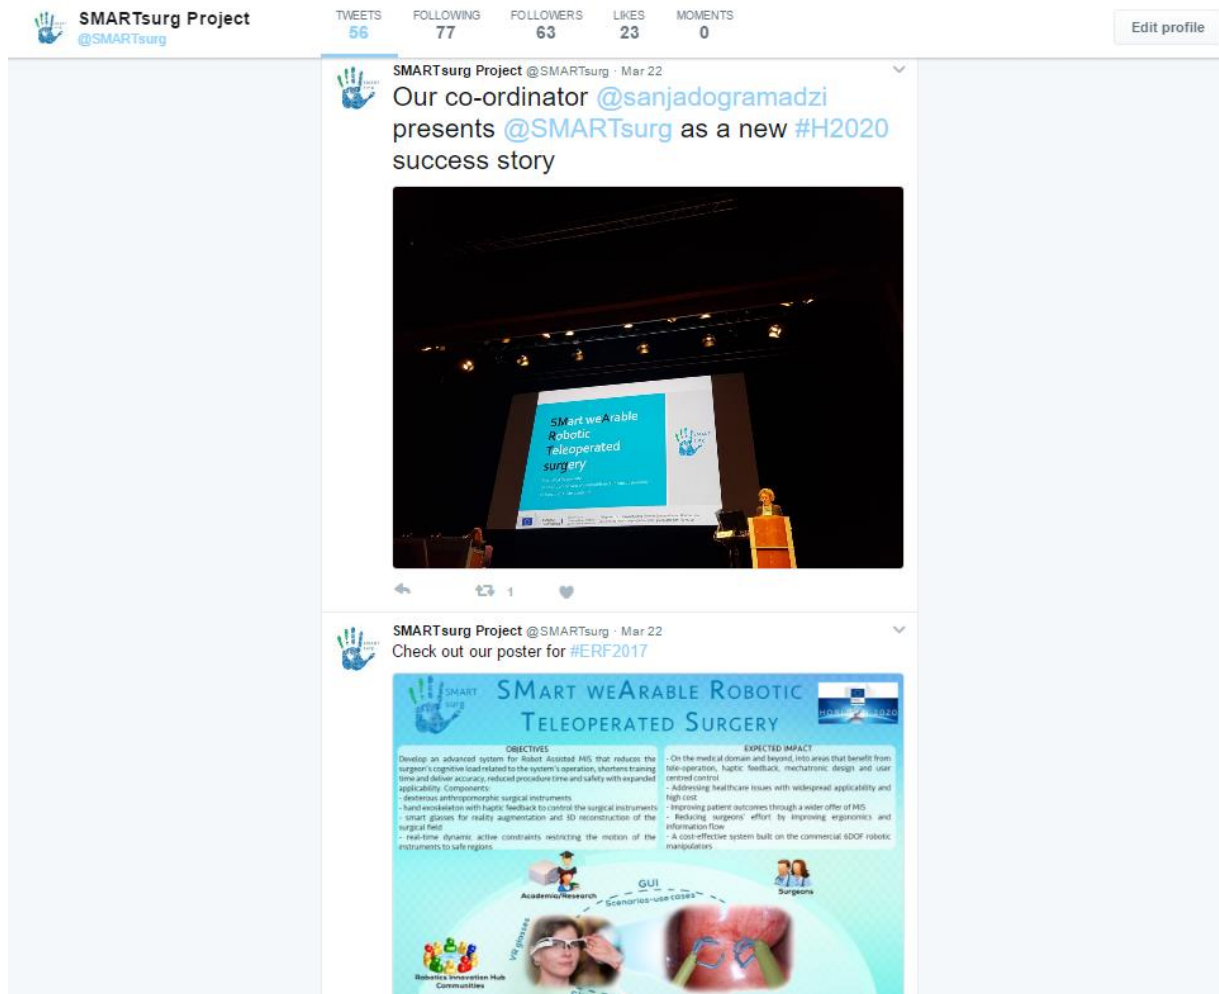 SMARTsurg Project
@SMARTsurg
TWEETS FOLLOWING FOLLOWERS LIKES MOMENTS
56 77 63 23 0
Edit profile
SMARTsurg Project @SMARTsurg · Mar 22
Our co-ordinator @sanjadogramadzi
presents @SMARTsurg as a new #H2020
success story
SMart weArable
Robotic
Teleoperated
surgery
1
SMARTsurg Project @SMARTsurg · Mar 22
Check out our poster for #ERF2017
SMART
surg
SMart weArable Robotic
Teleoperated Surgery
HORIZON 2020
OBJECTIVES
Develop an advanced system for Robot Assisted MIS that reduces the
surgeon's cognitive load related to the system's operation, shortens training
time and deliver accuracy, reduced procedure time and safety with expanded
applicability. Components:
- dexterous anthropomorphic surgical instruments
- hand exoskeleton with haptic feedback to control the surgical instruments
- smart glasses for reality augmentation and 3D reconstruction of the
surgical field
- real-time dynamic active constraints restricting the motion of the
instruments to safe regions
EXPECTED IMPACT
- On the medical domain and beyond, into areas that benefit from
tele-operation, haptic feedback, mechatronic design and user
centred control
- Addressing healthcare issues with widespread applicability and
high cost
- Improving patient outcomes through a wider offer of MIS
- Reducing surgeons' effort by improving ergonomics and
information flow
- A cost-effective system built on the commercial 6DOF robotic
manipulators
Academia/Research
GUI
Scenarios-use cases
Surgeons
VR glasses
Robotics Innovation Hub
Communities